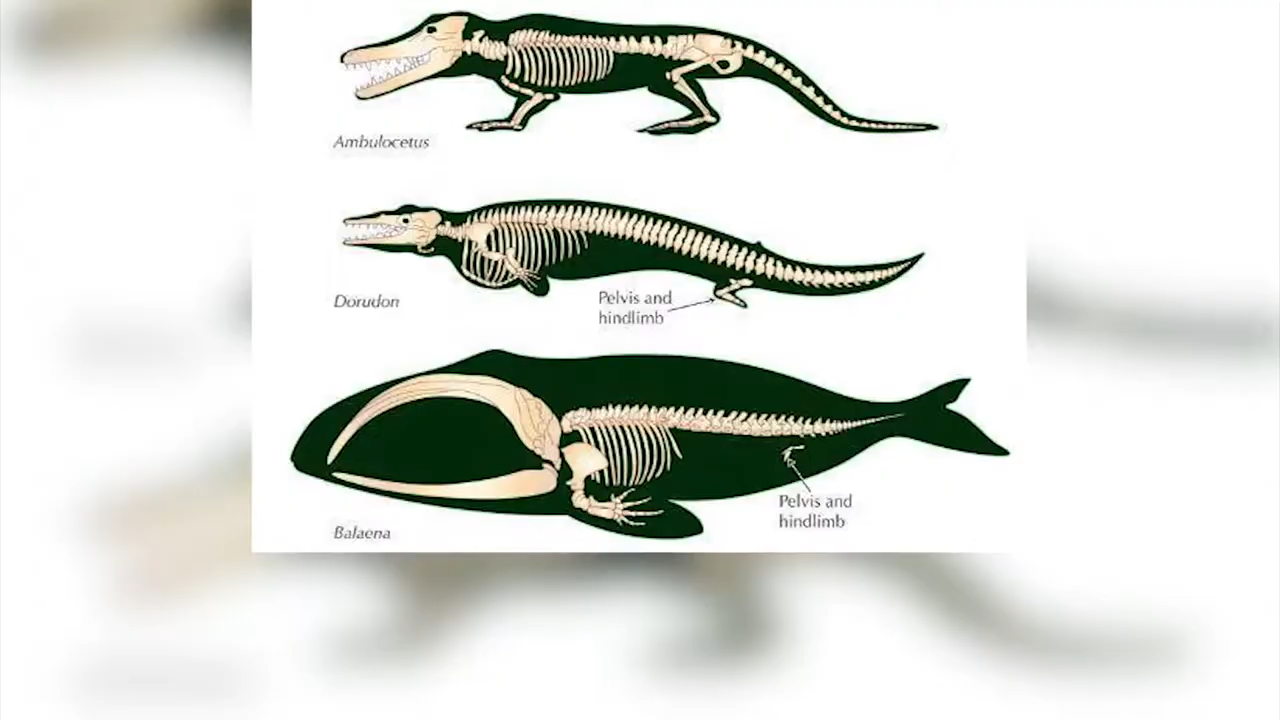 Ambulocetus
Dorudon
Pelvis and
hindlimb
Pelvis and
hindlimb
Balaena